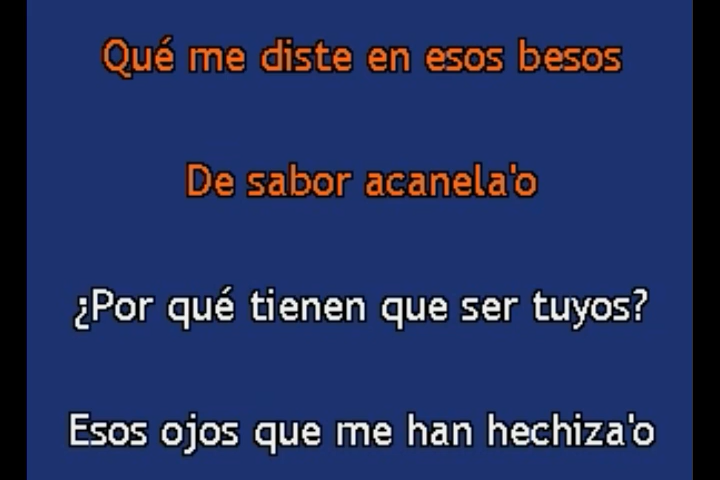 Qué me diste en esos besos
De sabor acanela'o
¿Por qué tienen que ser tuyos?
Esos ojos que me han hechiza'o